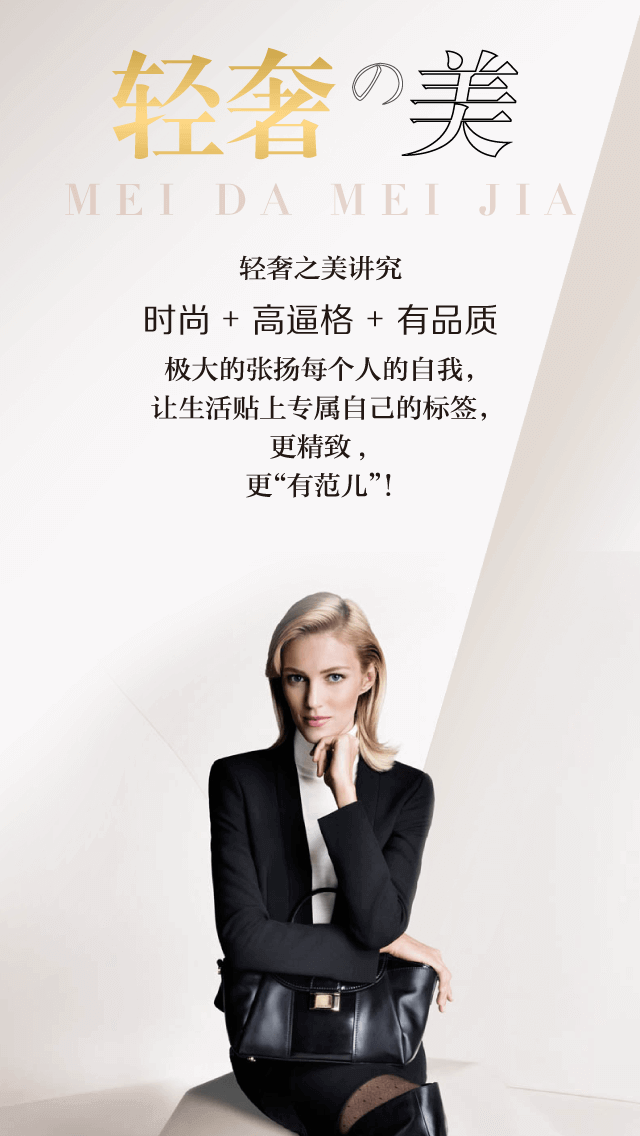 轻奢の美
MEI DA MEI JIA
轻奢之美讲究
时尚 + 高逼格 + 有品质
极大的张扬每个人的自我，
让生活贴上专属自己的标签，
更精致，
更“有范儿”！